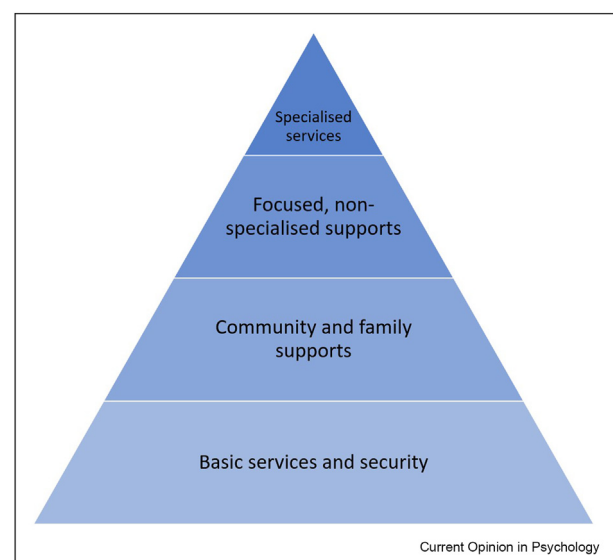 Specialised
services
Focused, non-
specialised supports
Community and family
supports
Basic services and security
Current Opinion in Psychology